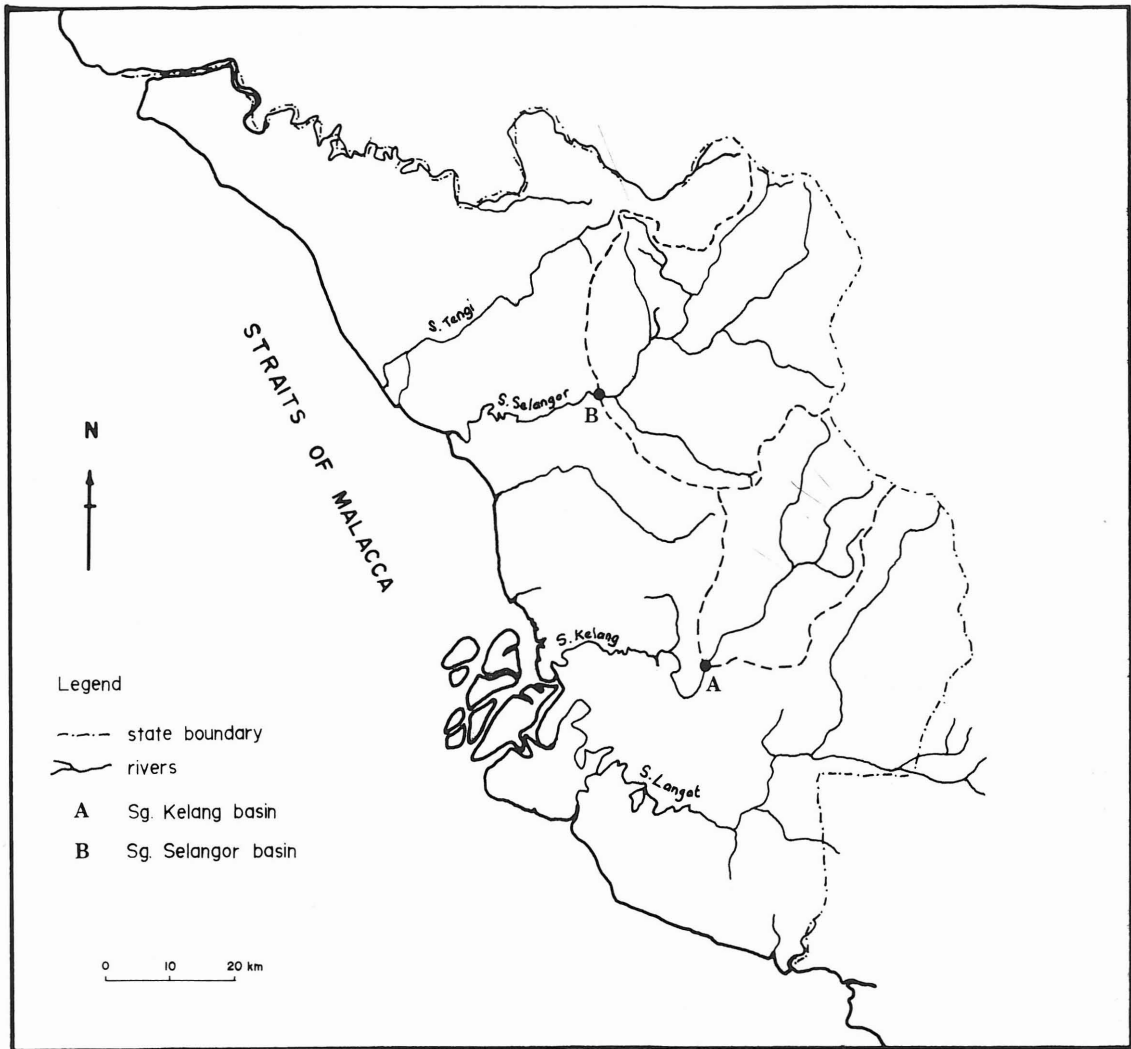 S. Tengi
STRAITS OF MALACCA
S. Selangor
B
N
S. Kelang
A
S. Langat
Legend
state boundary
rivers
A Sg. Kelang basin
B Sg. Selangor basin
0 10 20 km